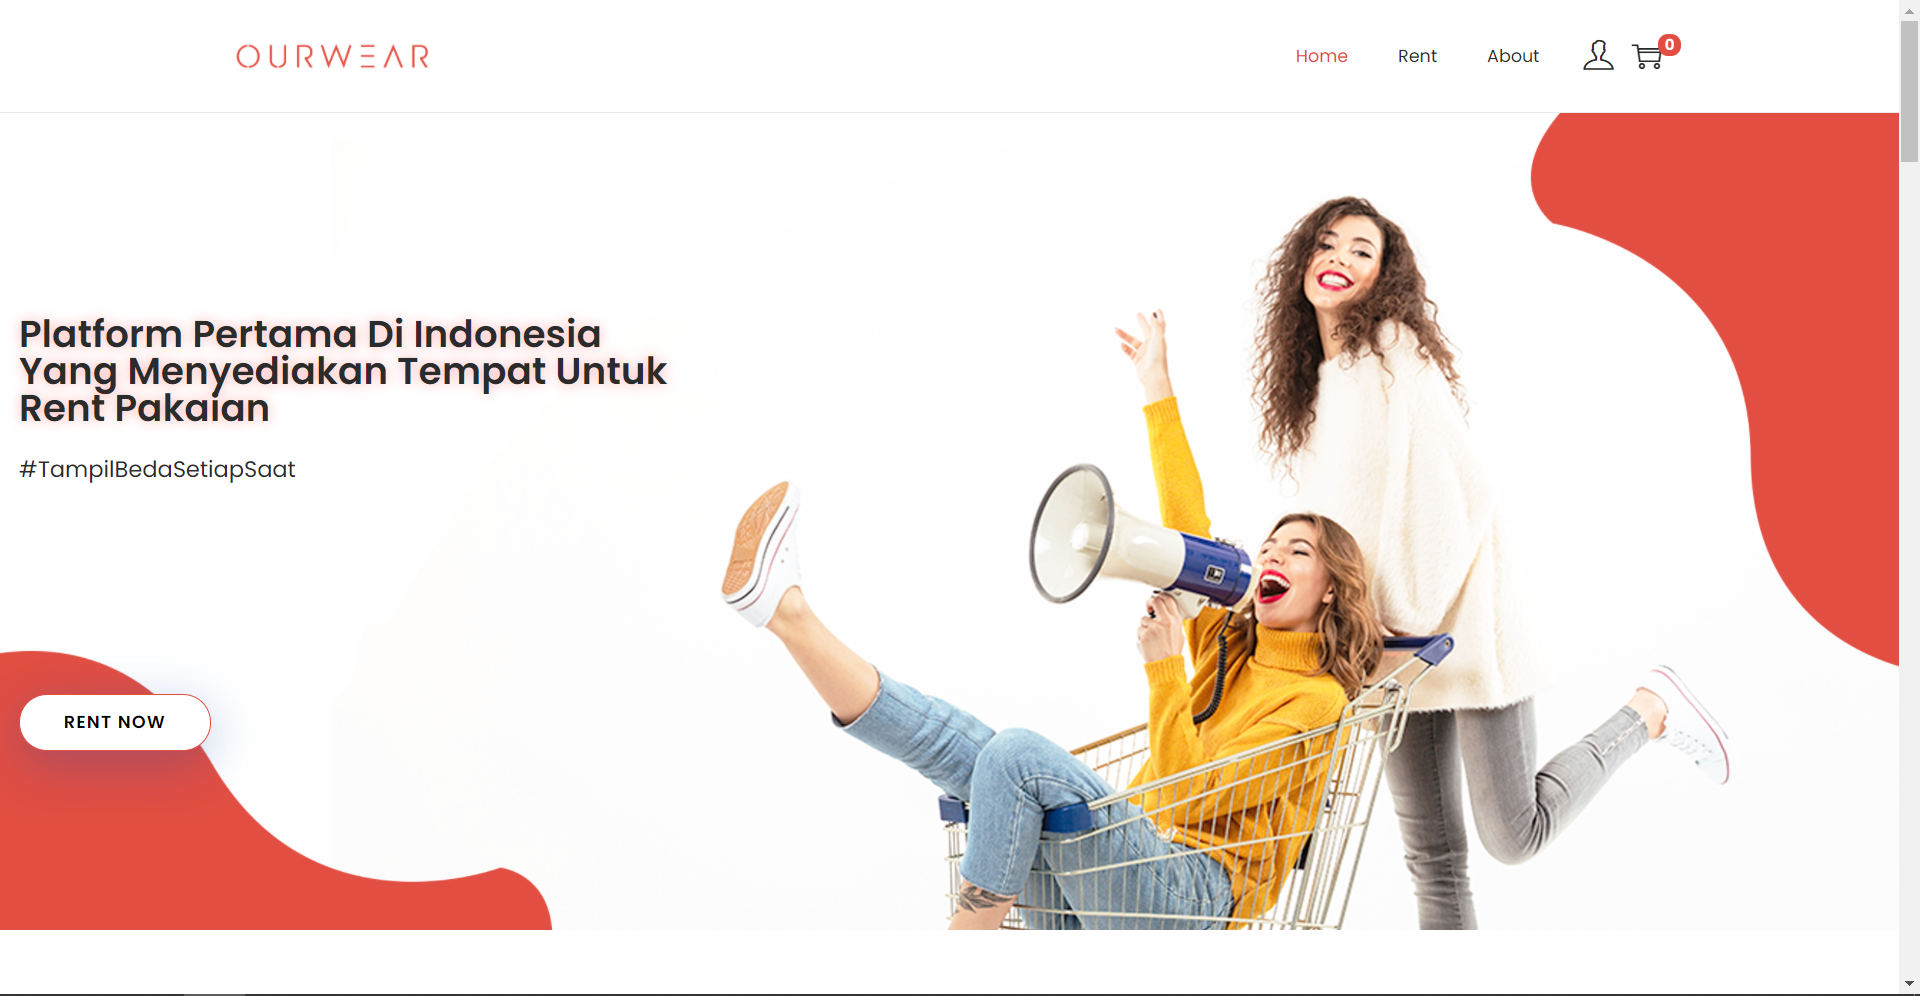 OURWEAR
Home
Rent
About
0
Platform Pertama Di Indonesia
Yang Menyediakan Tempat Untuk
Rent Pakaian
#TampilBedaSetiapSaat
RENT NOW